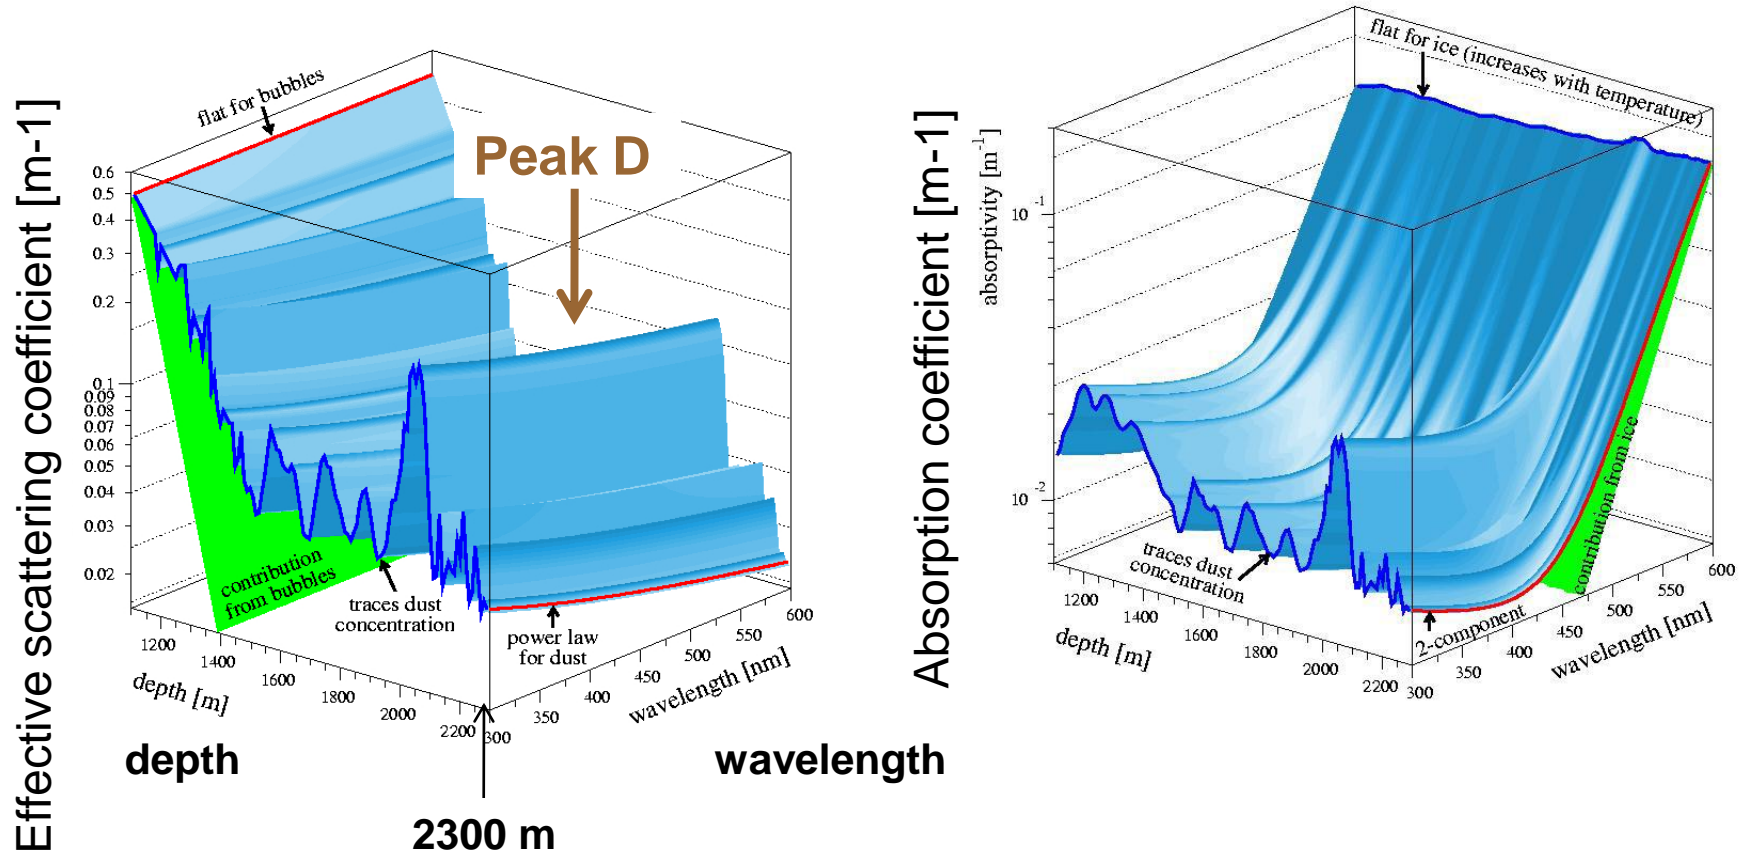 Effective scattering coefficient [m-1]
flat for bubbles
Peak D
0.6
0.5
0.4
0.3
0.2
0.1
0.09
0.08
0.07
0.06
0.05
0.04
0.03
0.02
contribution
from bubbles
traces dust
concentration
power law
for dust
1200
1400
1600
1800
2000
2200
depth [m]
300
350
400
450
500
550
600
wavelength [nm]
depth
2300 m
wavelength
Absorption coefficient [m-1]
absorptivity [m-1]
flat for ice (increases with temperature)
10-1
10-2
traces dust
concentration
contribution from ice
2-component
1200
1400
1600
1800
2000
2200
depth [m]
300
350
400
450
500
550
600
wavelength [nm]